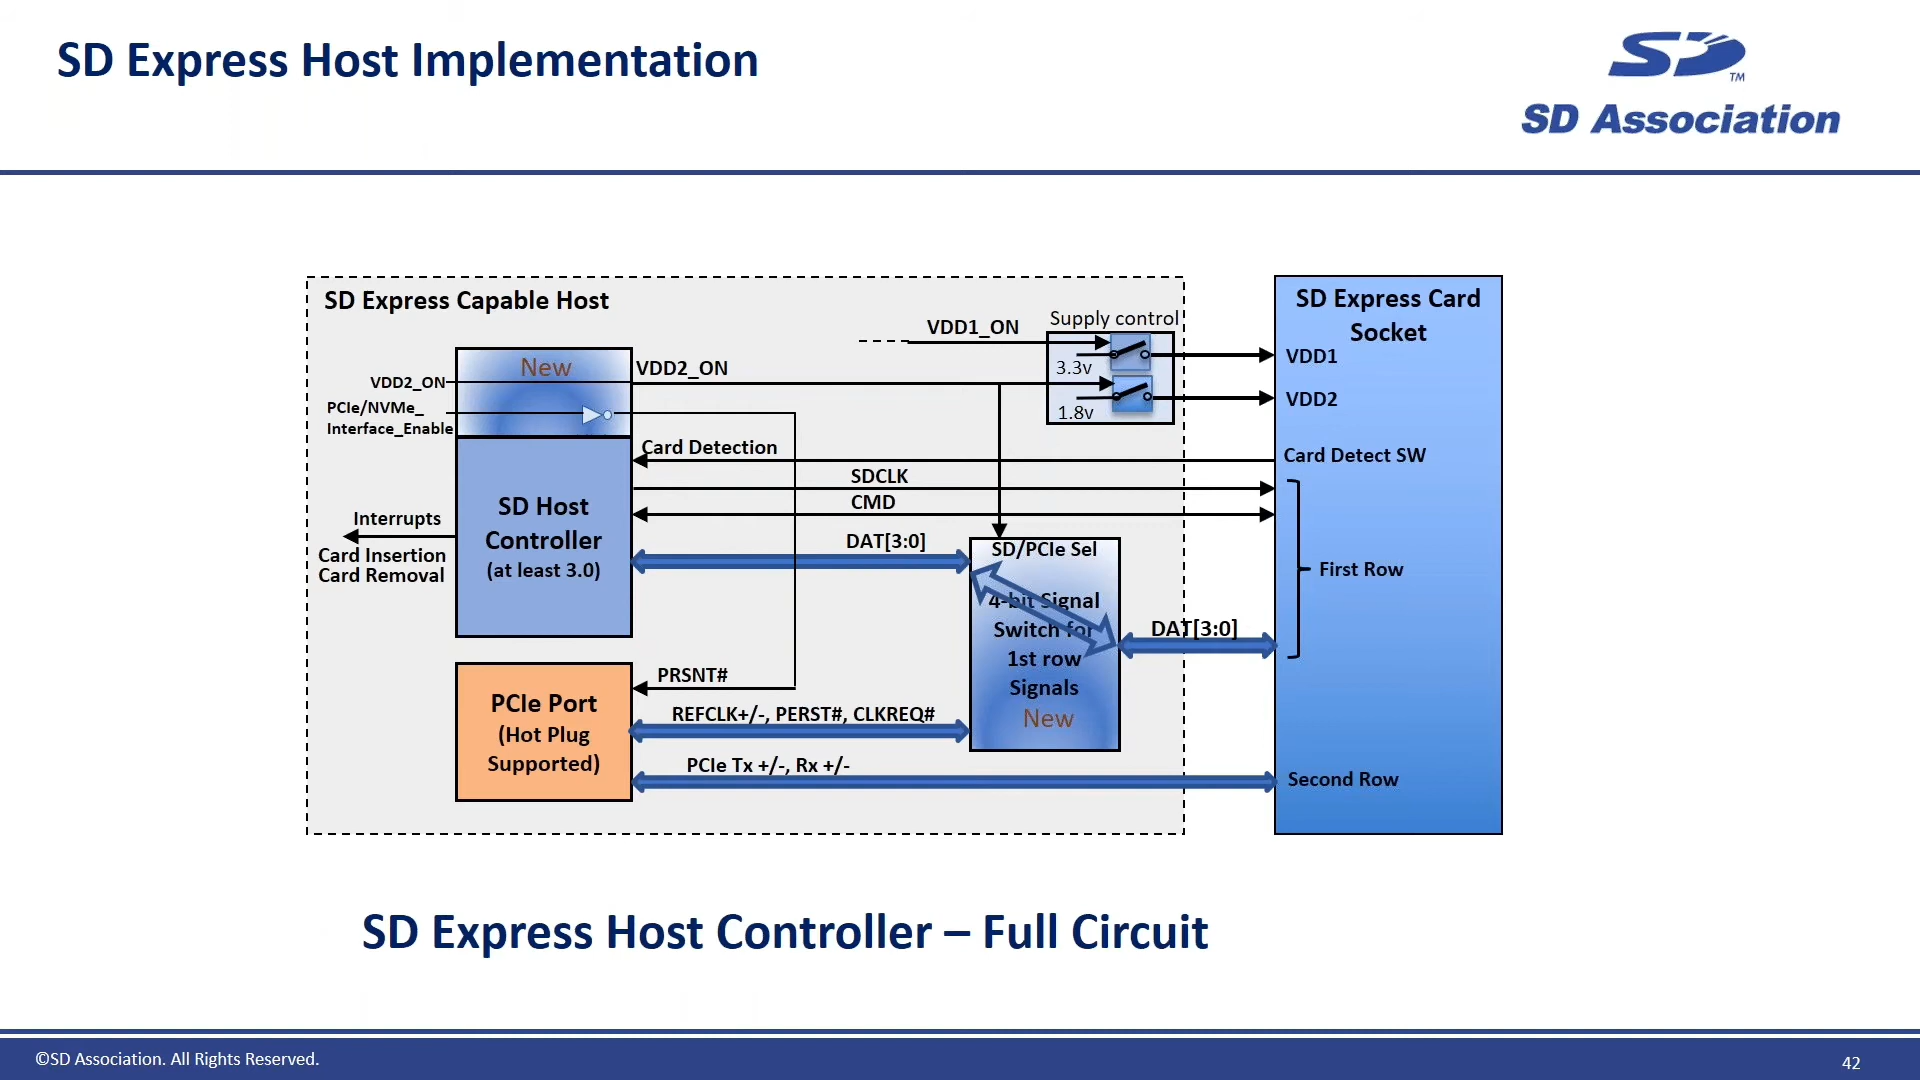 SD Express Host Implementation
SD
TM
SD Association
SD Express Capable Host
VDD1_ON
Supply control
3.3v
1.8v
New
VDD2_ON
VDD2_ON
PCIe/NVMe_
Interface_Enable
Card Detection
SDCLK
CMD
DAT[3:0]
SD Host
Controller
(at least 3.0)
Interrupts
Card Insertion
Card Removal
SD/PCIe Sel
4-bit Signal
Switch for
1st row
Signals
New
DAT[3:0]
PRSNT#
REFCLK+/-, PERST#, CLKREQ#
PCIe Tx +/-, Rx +/-
PCIe Port
(Hot Plug
Supported)
SD Express Card
Socket
VDD1
VDD2
Card Detect SW
First Row
Second Row
SD Express Host Controller – Full Circuit
©SD Association. All Rights Reserved.
42